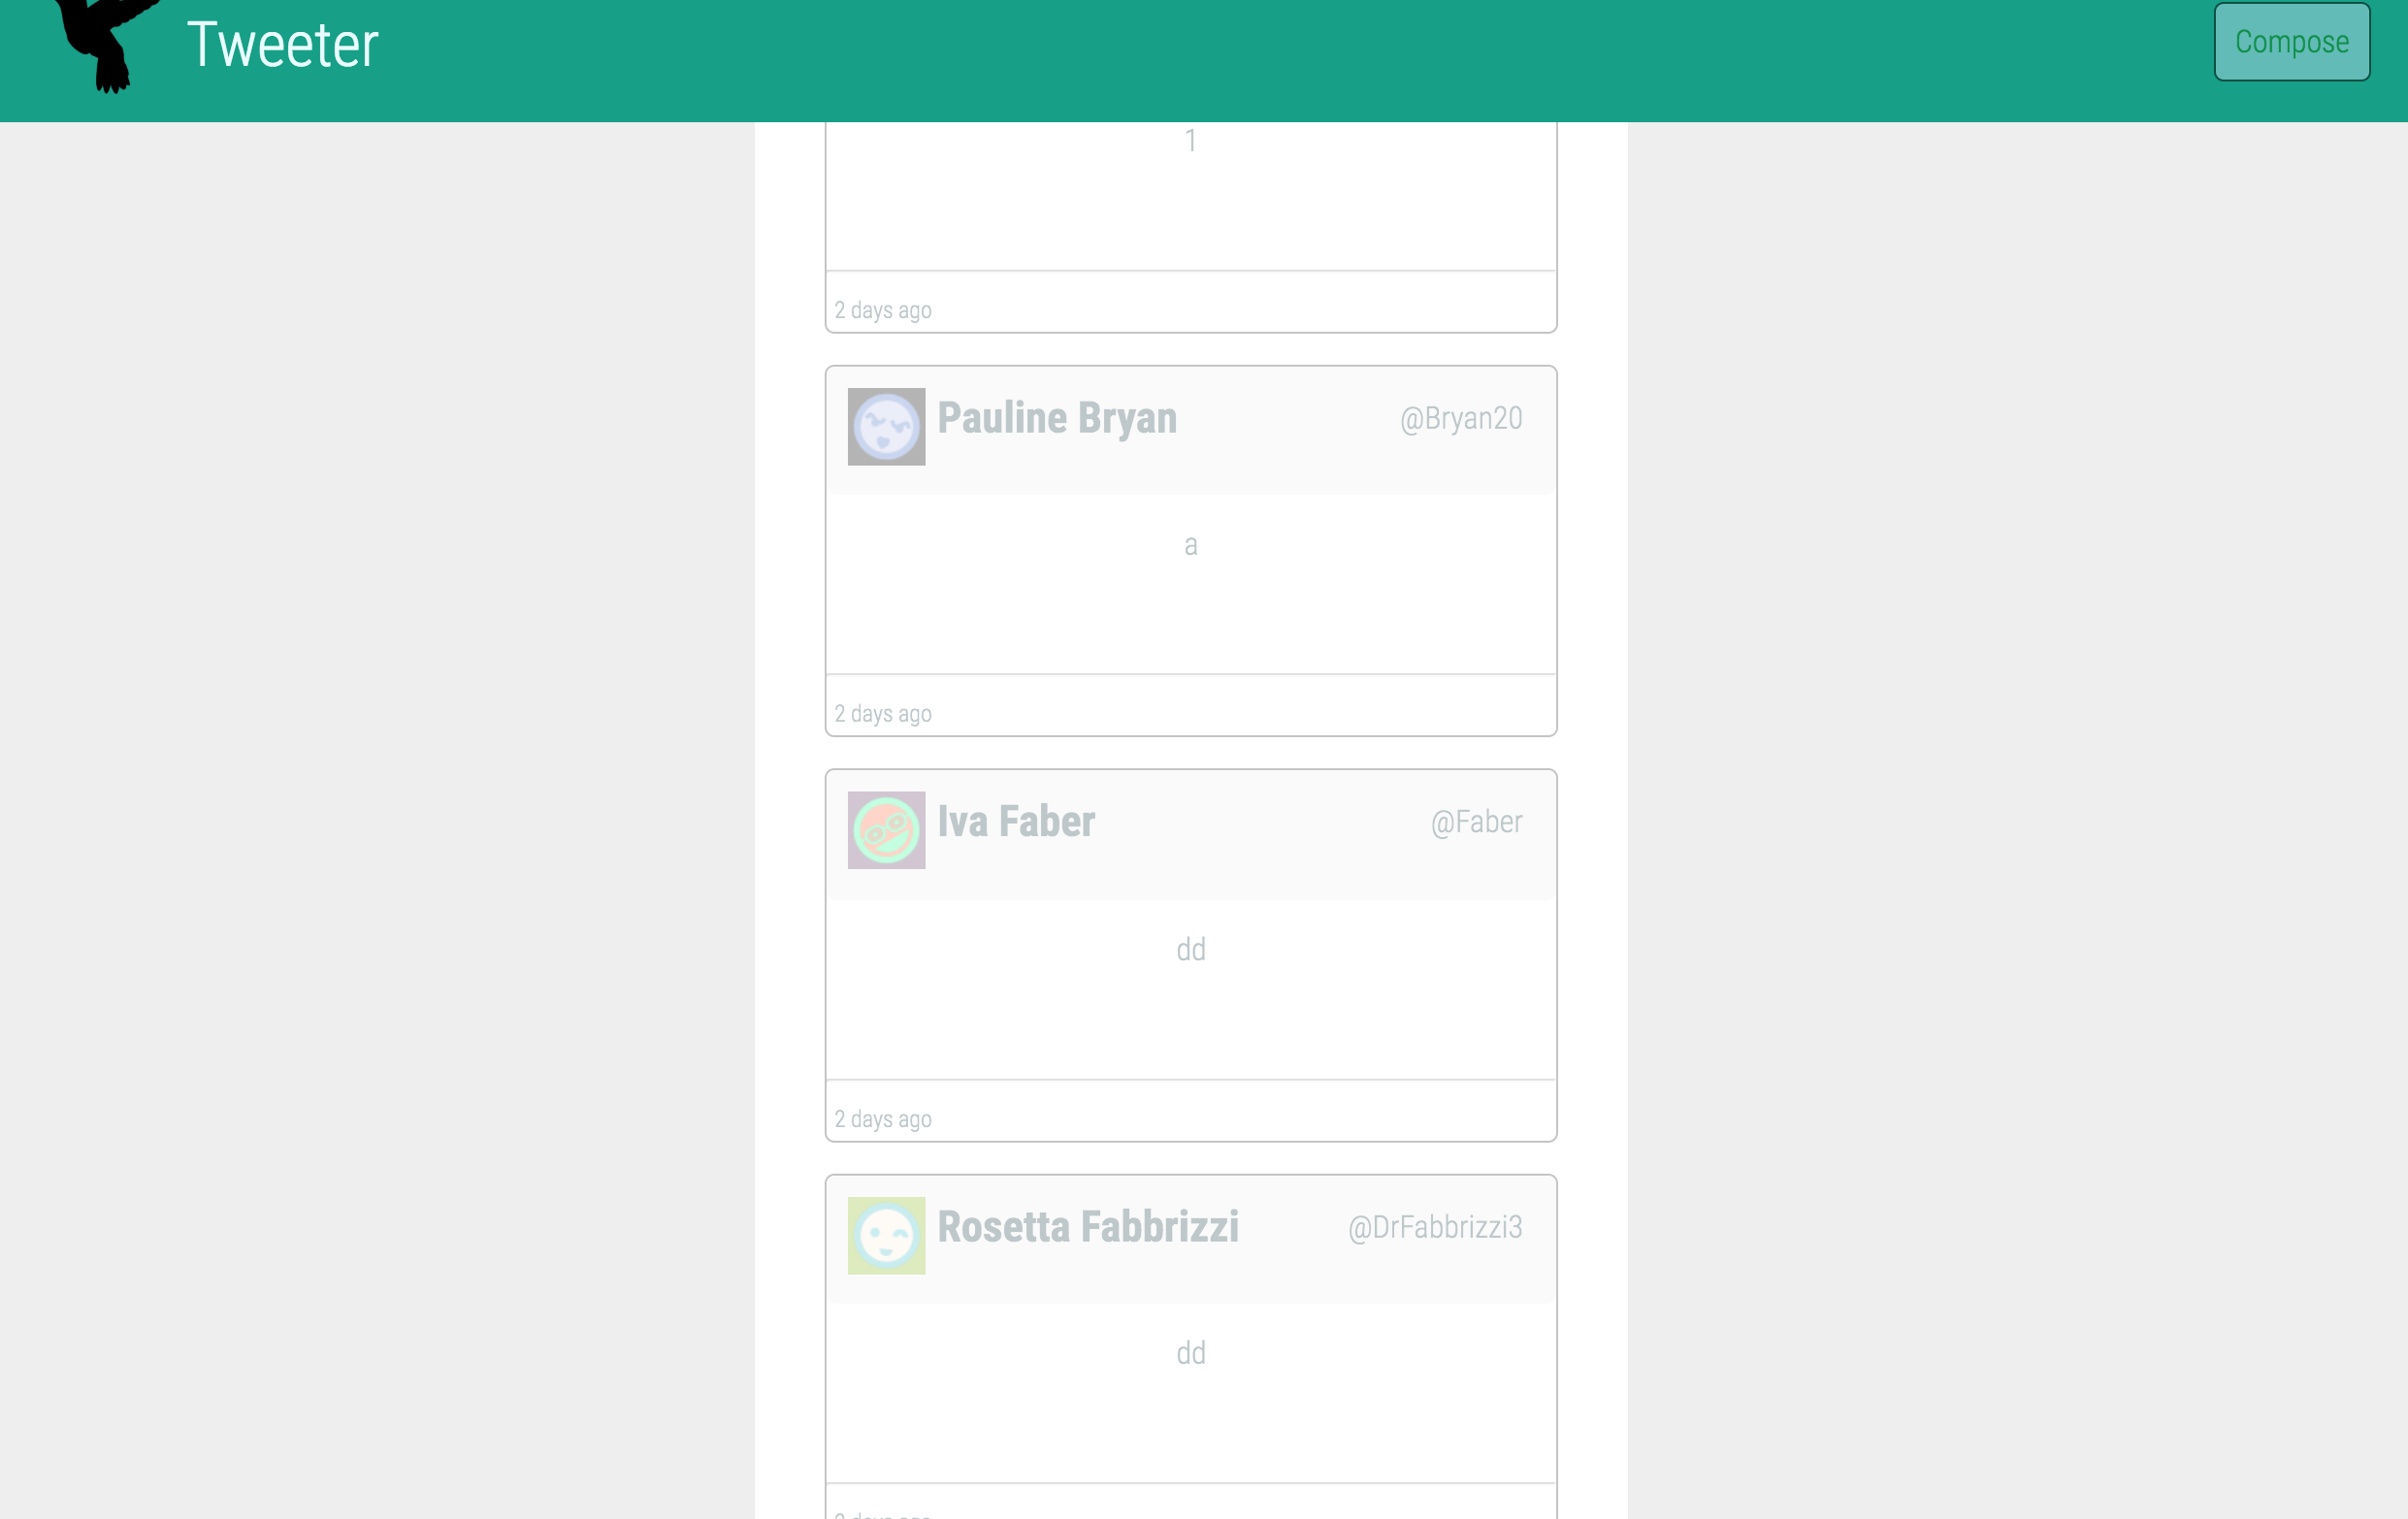 Tweeter
Compose
1
2 days ago
Pauline Bryan
@Bryan20
a
2 days ago
Iva Faber
@Faber
dd
2 days ago
Rosetta Fabbrizzi
@DrFabbrizzi3
dd